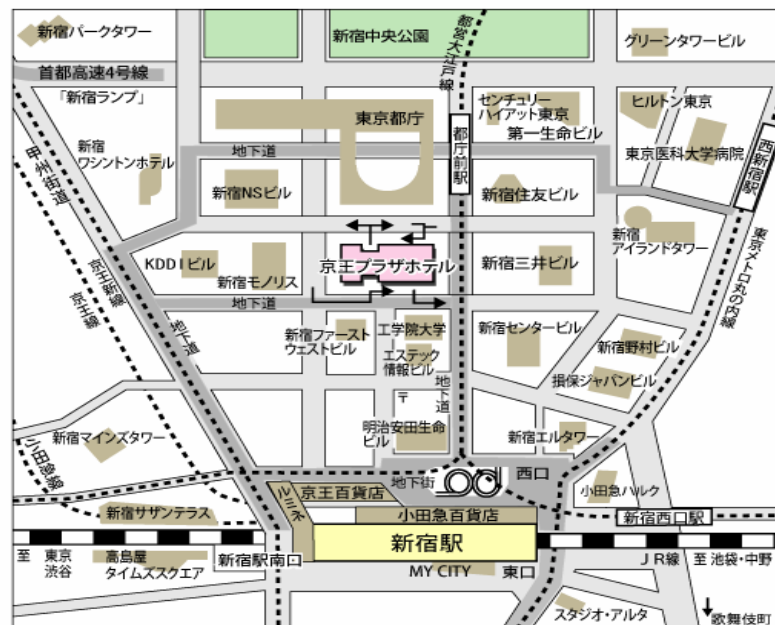 新宿パークタワー
新宿中央公園
都営大江戸線
グリーンタワービル
首都高速4号線
「新宿ランプ」
センチュリー
ハイアット東京
ヒルトン東京
東京都庁
第一生命ビル
都庁前駅
新宿
ワシントンホテル
地下道
東京医科大学病院
西新宿駅
甲州街道
新宿NSビル
新宿住友ビル
新宿
アイランドタワー
KDDIビル
新宿モノリス
京王プラザホテル
新宿三井ビル
東京メトロ丸の内線
京王新線
京王線
地下道
地下道
新宿ファースト
ウェストビル
工学院大学
エステック
情報ビル
地下道
新宿センタービル
新宿野村ビル
損保ジャパンビル
〒
明治安田生命
ビル
新宿エルタワー
新宿マインズタワー
小田急線
地下街
西口
小田急ハルク
京王百貨店
ルミネ
小田急百貨店
新宿西口駅
新宿サザンテラス
新宿駅
至 東京
渋谷
高島屋
タイムズスクエア
新宿駅南口
MY CITY
東口
JR線
至 池袋・中野
スタジオ・アルタ
歌舞伎町